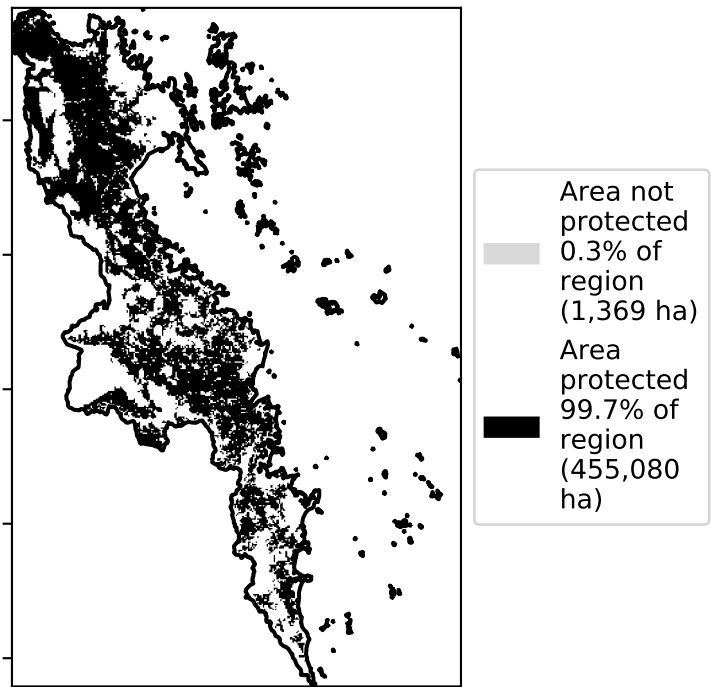 Area not
protected
0.3% of
region
(1,369 ha)
Area
protected
99.7% of
region
(455,080
ha)